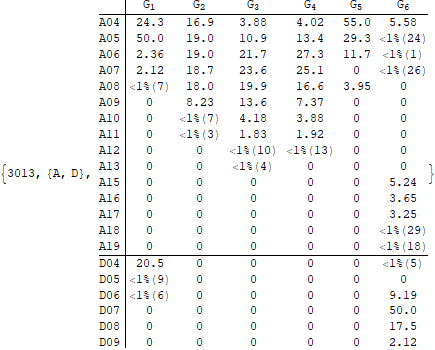 G₁ G₂ G₃ G₄ G₅ G₆
A04 24.3 16.9 3.88 4.02 55.0 5.58
A05 50.0 19.0 10.9 13.4 29.3 <1%(24)
A06 2.36 19.0 21.7 27.3 11.7 <1%(1)
A07 2.12 18.7 23.6 25.1 0 <1%(26)
A08 <1%(7) 18.0 19.9 16.6 3.95 0
A09 0 8.23 13.6 7.37 0 0
A10 0 <1%(7) 4.18 3.88 0 0
A11 0 <1%(3) 1.83 1.92 0 0
A12 0 0 <1%(10) <1%(13) 0 0
A13 0 0 <1%(4) 0 0 0
{3013, {A, D},
A15 0 0 0 0 0 5.24
A16 0 0 0 0 0 3.65
A17 0 0 0 0 0 3.25
A18 0 0 0 0 0 <1%(29)
A19 0 0 0 0 0 <1%(18)
D04 20.5 0 0 0 0 <1%(5)
D05 <1%(9) 0 0 0 0 0
D06 <1%(6) 0 0 0 0 9.19
D07 0 0 0 0 0 50.0
D08 0 0 0 0 0 17.5
D09 0 0 0 0 0 2.12
}